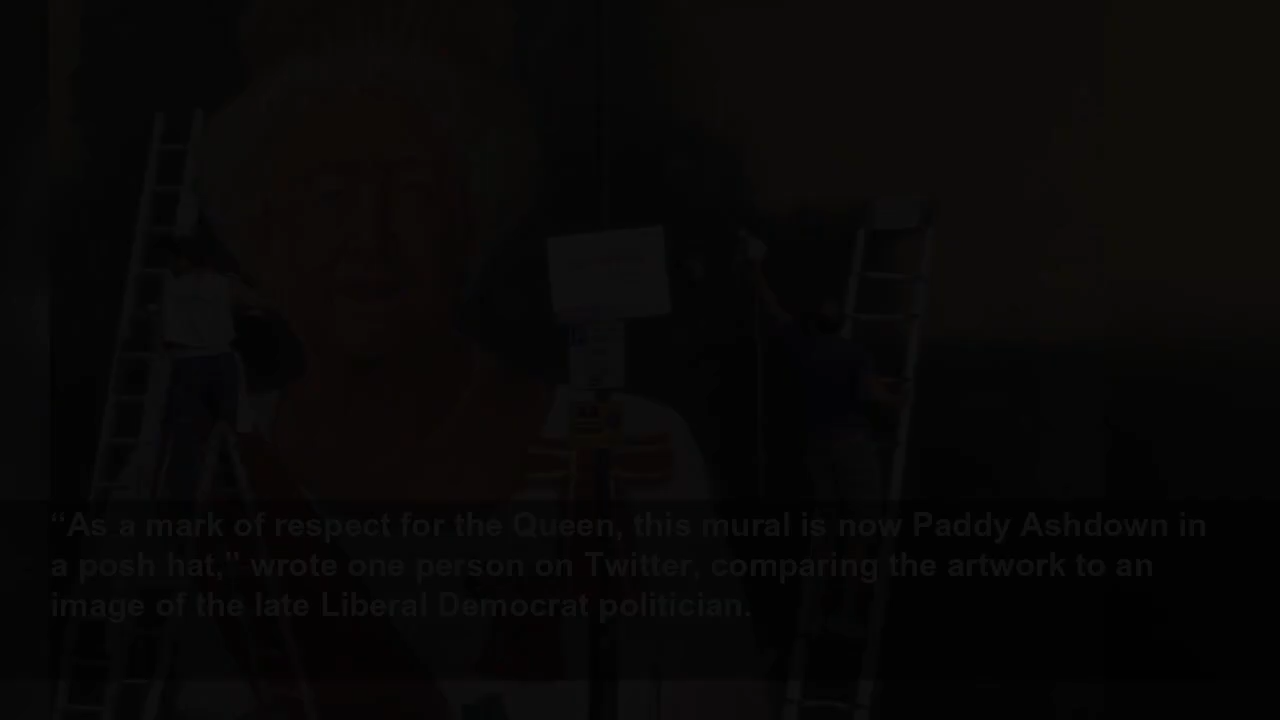 “As a mark of respect for the Queen, this mural is now Paddy Ashdown in
a posh hat,” wrote one person on Twitter, comparing the artwork to an
image of the late Liberal Democrat politician.